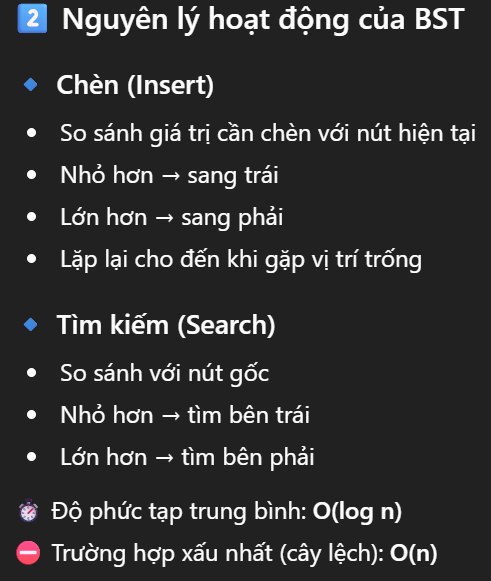 2️⃣ Nguyên lý hoạt động của BST
🔹 Chèn (Insert)
• So sánh giá trị cần chèn với nút hiện tại
• Nhỏ hơn → sang trái
• Lớn hơn → sang phải
• Lặp lại cho đến khi gặp vị trí trống
🔹 Tìm kiếm (Search)
• So sánh với nút gốc
• Nhỏ hơn → tìm bên trái
• Lớn hơn → tìm bên phải
⏱️ Độ phức tạp trung bình: O(log n)
⛔ Trường hợp xấu nhất (cây lệch): O(n)